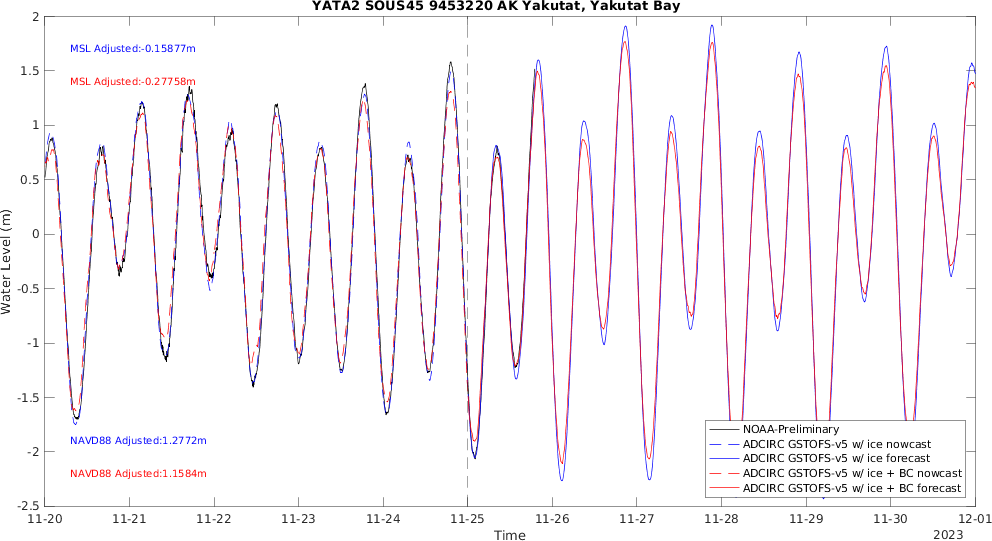 YATA2 SOUS45 9453220 AK Yakutat, Yakutat Bay
MSL Adjusted:-0.15877m
MSL Adjusted:-0.27758m
NAVD88 Adjusted:1.2772m
NAVD88 Adjusted:1.1584m
Water Level (m)
2
1.5
1
0.5
0
-0.5
-1
-1.5
-2
-2.5
NOAA-Preliminary
ADCIRC GSTOFS-v5 w/ ice nowcast
ADCIRC GSTOFS-v5 w/ ice forecast
ADCIRC GSTOFS-v5 w/ ice + BC nowcast
ADCIRC GSTOFS-v5 w/ ice + BC forecast
11-20 11-21 11-22 11-23 11-24 11-25 11-26 11-27 11-28 11-29 11-30 12-01
Time
2023